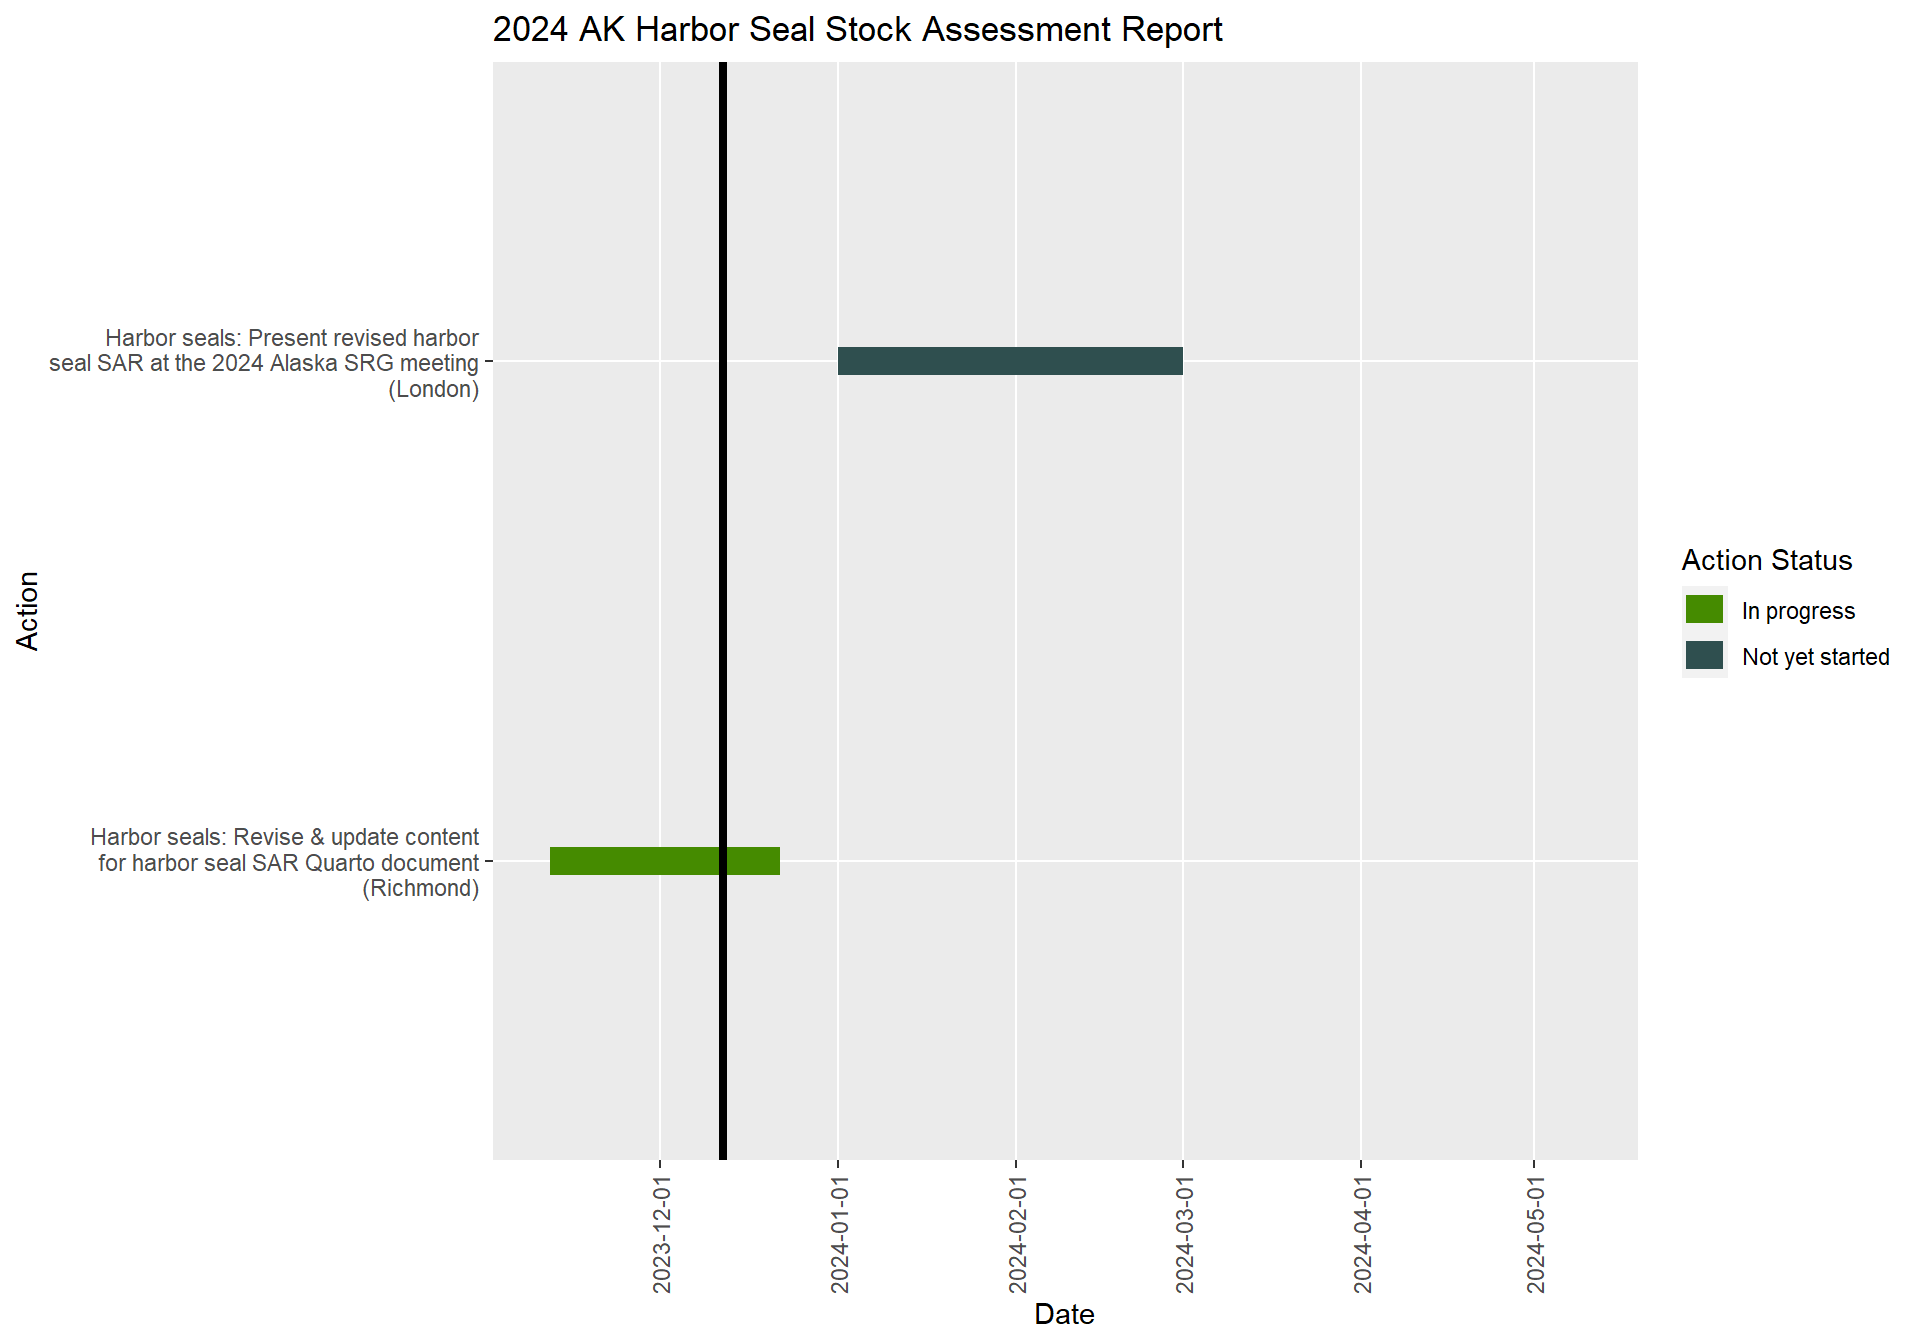 2024 AK Harbor Seal Stock Assessment Report
Action
Harbor seals: Present revised harbor
seal SAR at the 2024 Alaska SRG meeting
(London)
Harbor seals: Revise & update content
for harbor seal SAR Quarto document
(Richmond)
2023-12-01
2024-01-01
2024-02-01
2024-03-01
2024-04-01
2024-05-01
Date
Action Status
In progress
Not yet started